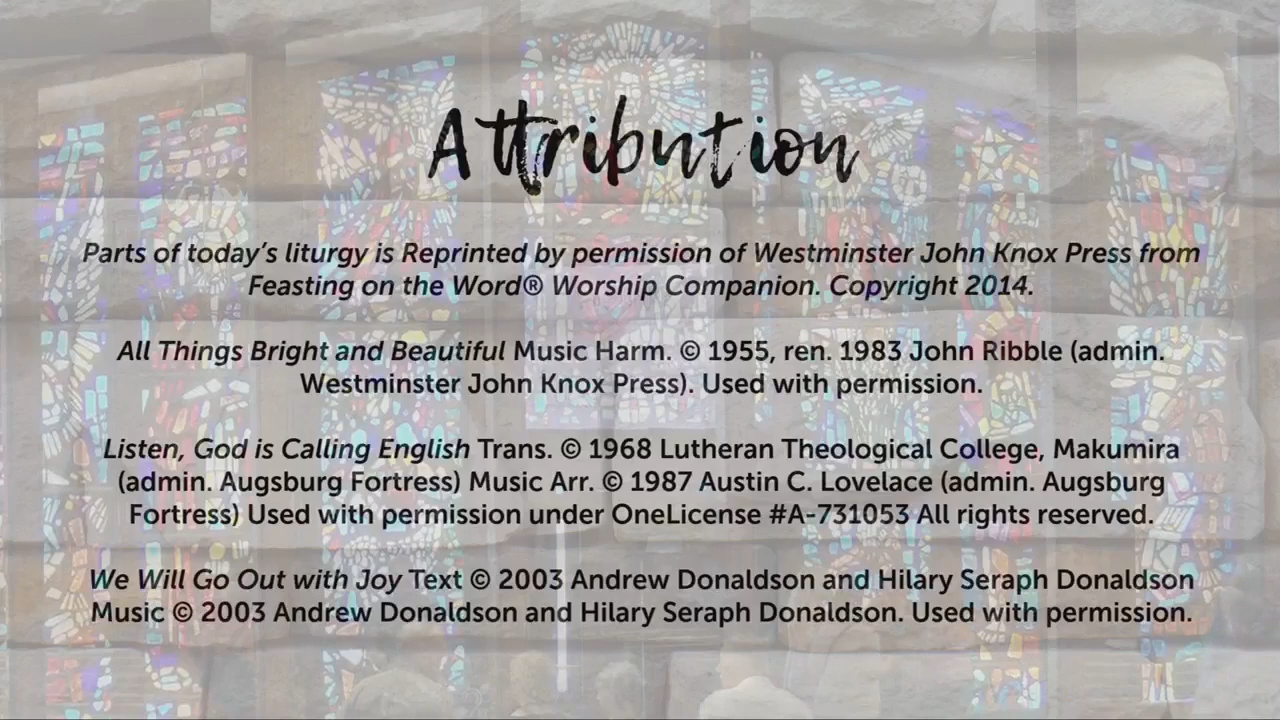 Attribution
Parts of today's liturgy is Reprinted by permission of Westminster John Knox Press from
Feasting on the Word® Worship Companion. Copyright 2014.
All Things Bright and Beautiful Music Harm. © 1955, ren. 1983 John Ribble (admin.
Westminster John Knox Press). Used with permission.
Listen, God is Calling English Trans. © 1968 Lutheran Theological College, Makumira
(admin. Augsburg Fortress) Music Arr. © 1987 Austin C. Lovelace (admin. Augsburg
Fortress) Used with permission under OneLicense #A-731053 All rights reserved.
We Will Go Out with Joy Text © 2003 Andrew Donaldson and Hilary Seraph Donaldson
Music © 2003 Andrew Donaldson and Hilary Seraph Donaldson. Used with permission.